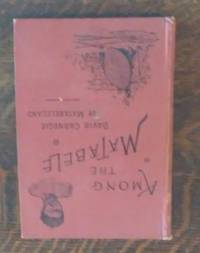 AMONG
THE
MATABELE
DAVID CARNEGIE
OF MATABELELAND